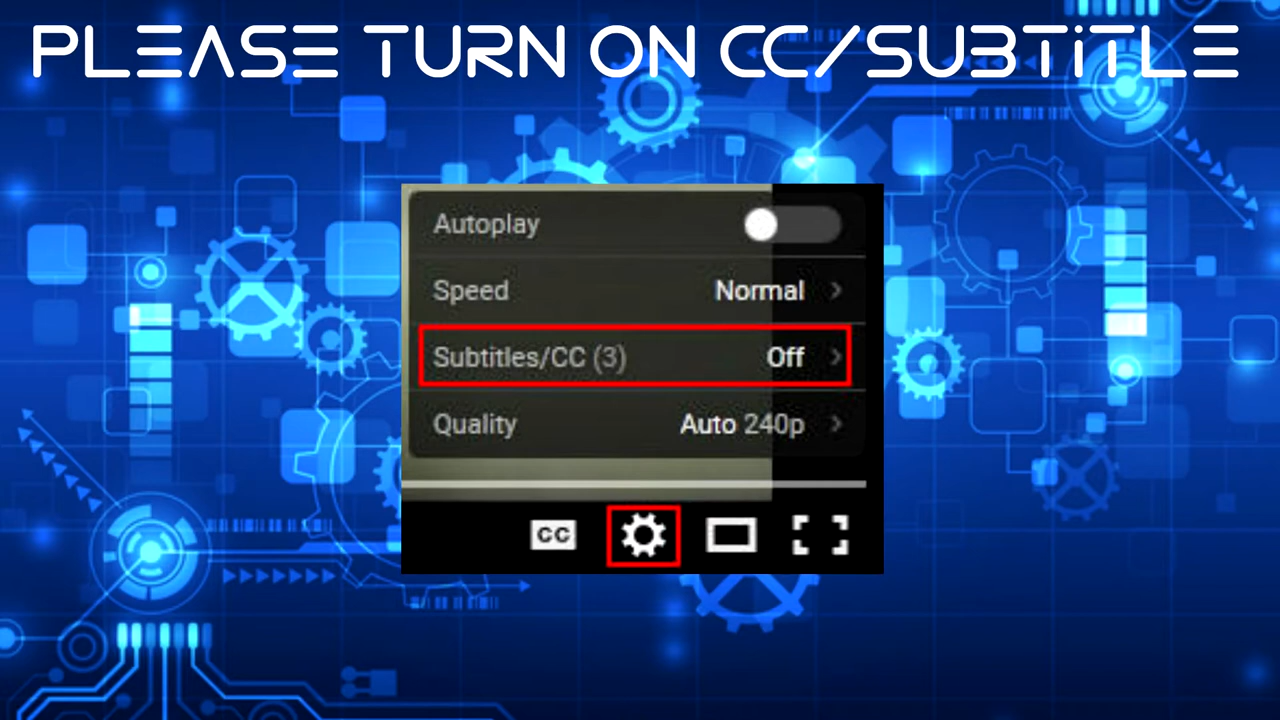 PLEASE TURN ON CC/SUBTiTLE
Autoplay
Speed Normal
Subtitles/CC (3) Off
Quality Auto 240p
CC